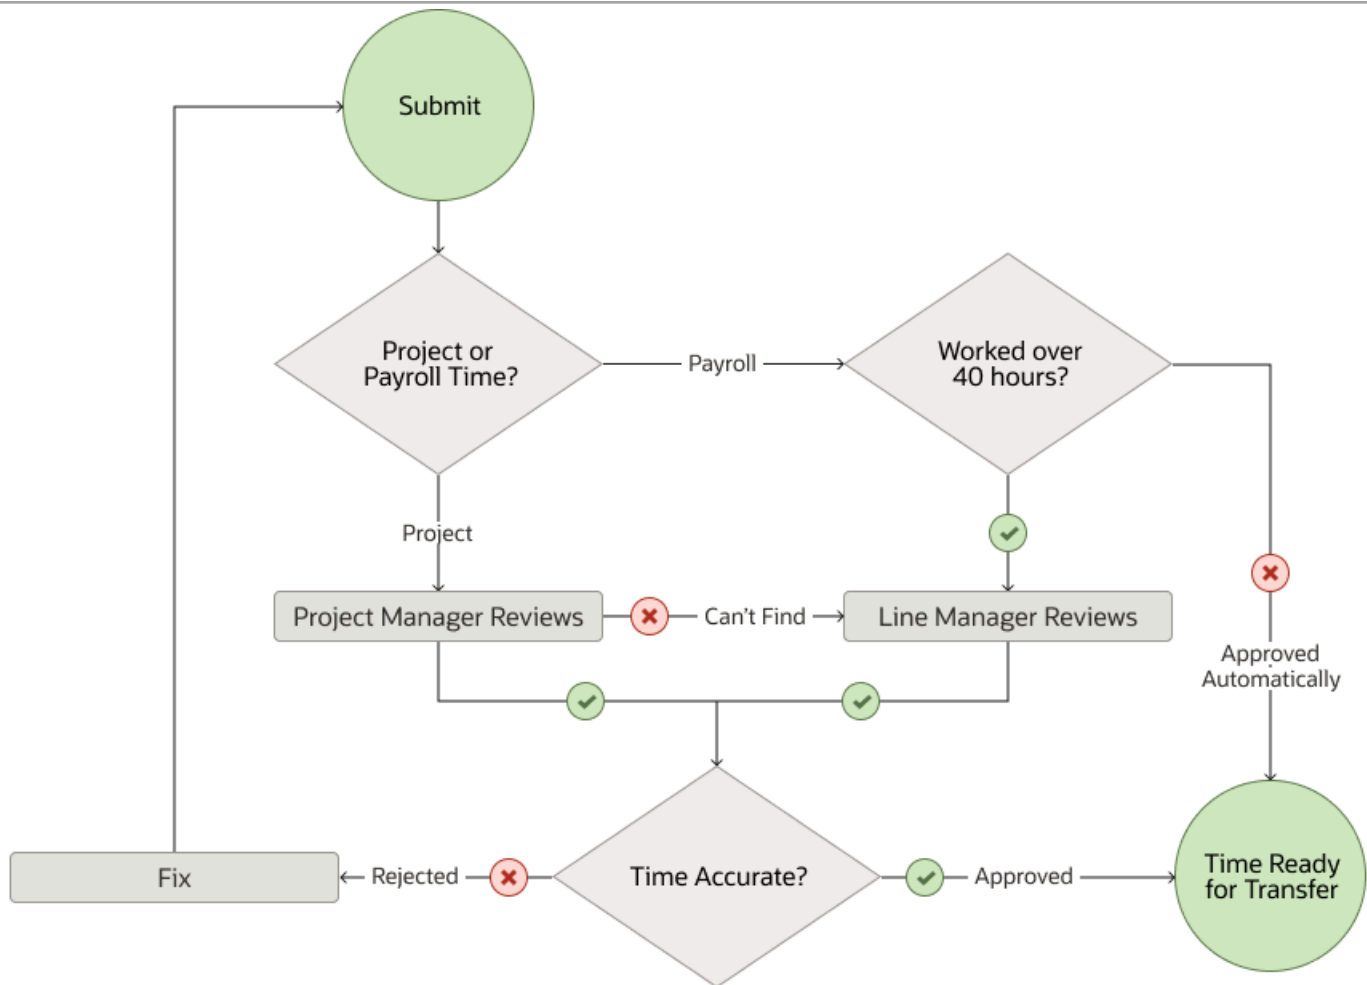 Submit
Project or
Payroll Time?
Payroll
Worked over
40 hours?
Project
Project Manager Reviews
Can't Find
Line Manager Reviews
Approved
Automatically
Fix
Rejected
Time Accurate?
Approved
Time Ready
for Transfer